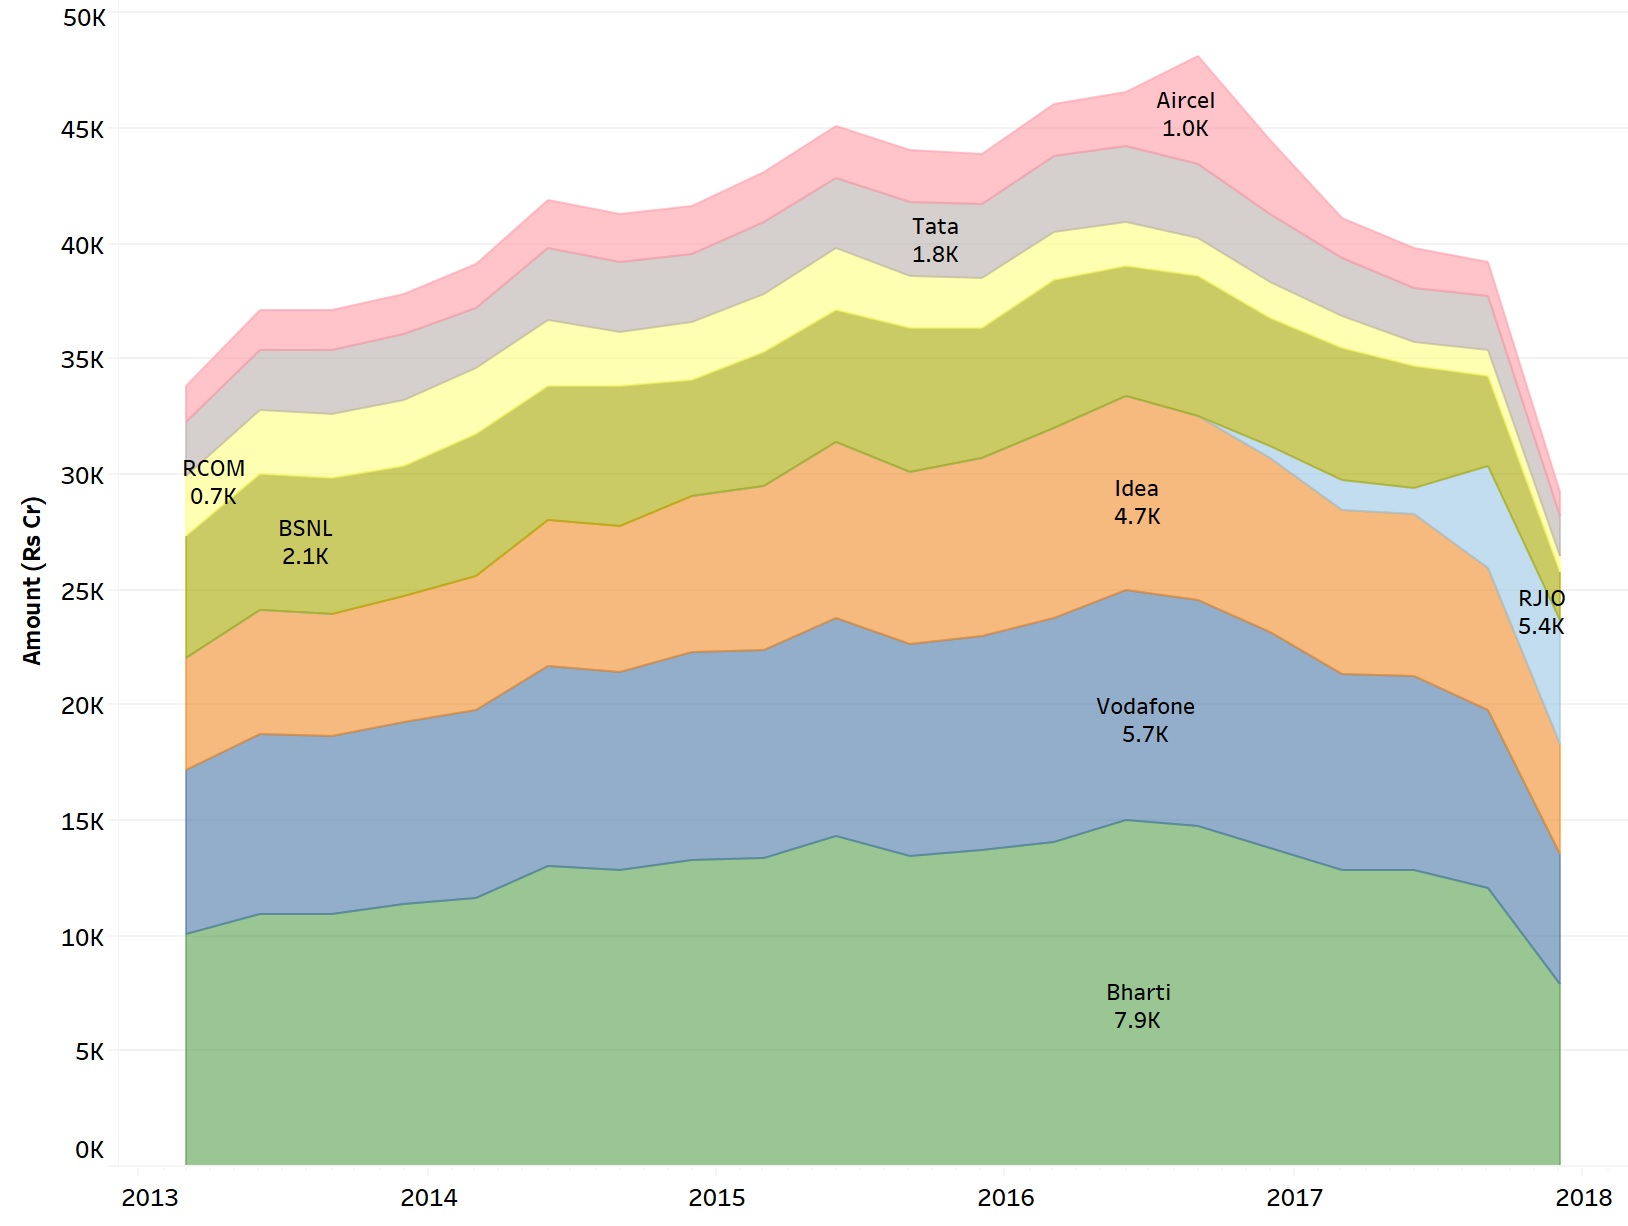 50K
45K
40K
35K
30K
25K
20K
15K
10K
5K
0K
Amount (Rs Cr)
Aircel
1.0K
Tata
1.8K
RCOM
0.7K
BSNL
2.1K
Idea
4.7K
RJIO
5.4K
Vodafone
5.7K
Bharti
7.9K
2013
2014
2015
2016
2017
2018